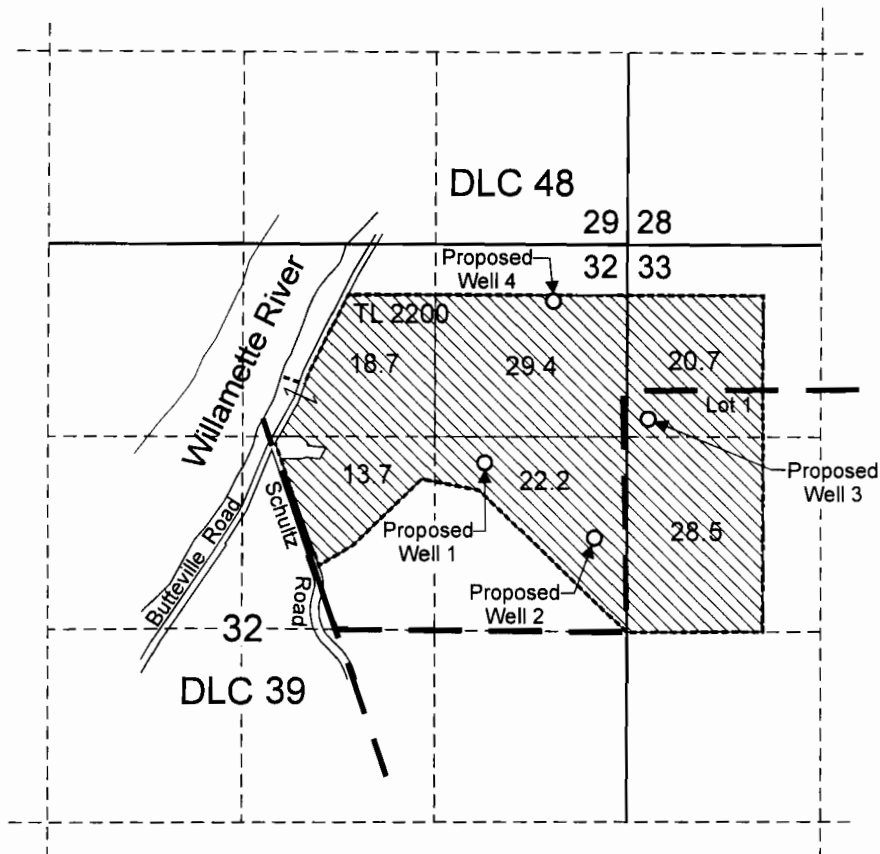 DLC 48
29 28
32 33
Proposed
Well 4
Willamette River
TL 2200
18.7
29.4
20.7
Lot 1
Proposed
Well 3
13.7
22.2
28.5
Schultz
Road
Proposed
Well 1
Proposed
Well 2
Butteville Road
32
DLC 39